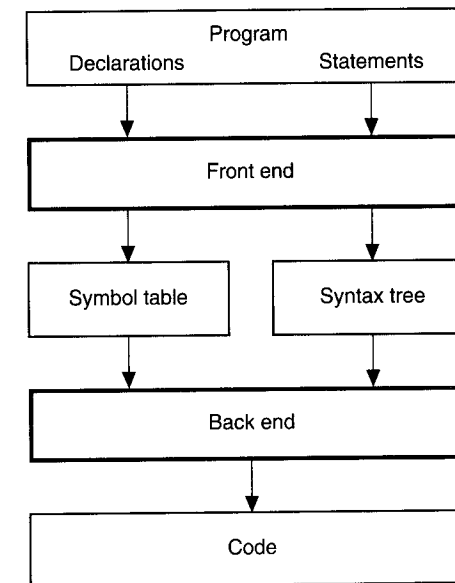 Program
Declarations Statements
Front end
Symbol table Syntax tree
Back end
Code